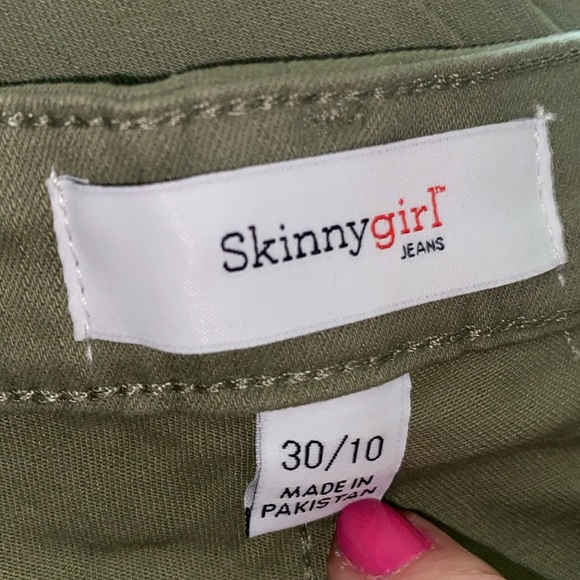 Skinnygirl™
JEANS
30/10
MADE IN
PAKISTAN